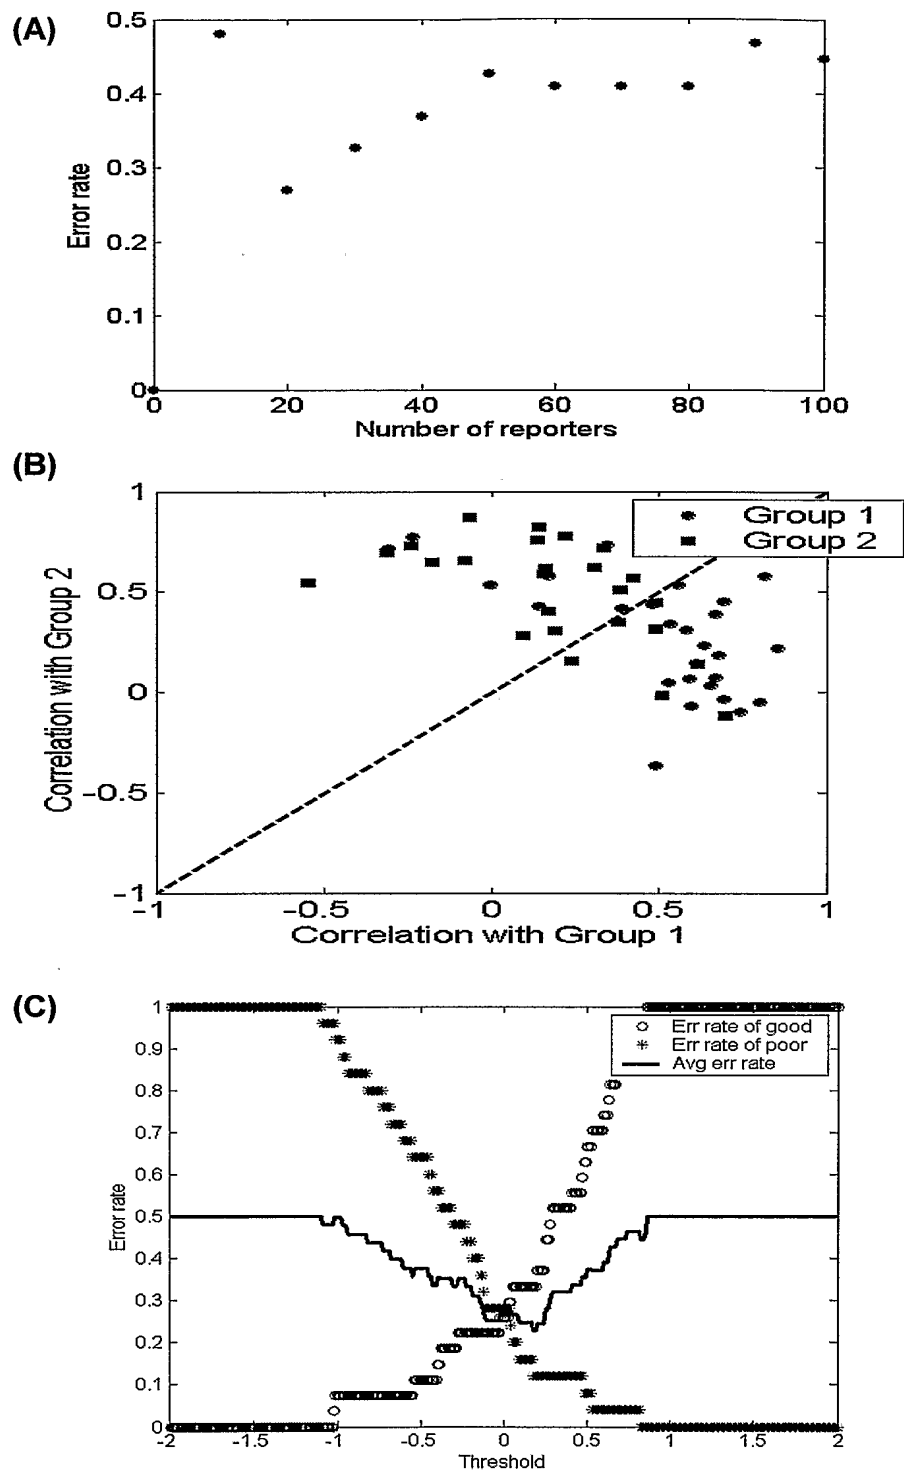 (A)
0.5
0.4
0.3
0.2
0.1
0
Error rate
0 20 40 60 80 100
Number of reporters
(B)
1
0.5
0
-0.5
-1
Correlation with Group 2
Group 1
Group 2
-1 -0.5 0 0.5 1
Correlation with Group 1
(C)
1
0.9
0.8
0.7
0.6
0.5
0.4
0.3
0.2
0.1
0
Error rate
Err rate of good
Err rate of poor
Avg err rate
-2 -1.5 -1 -0.5 0 0.5 1 1.5 2
Threshold